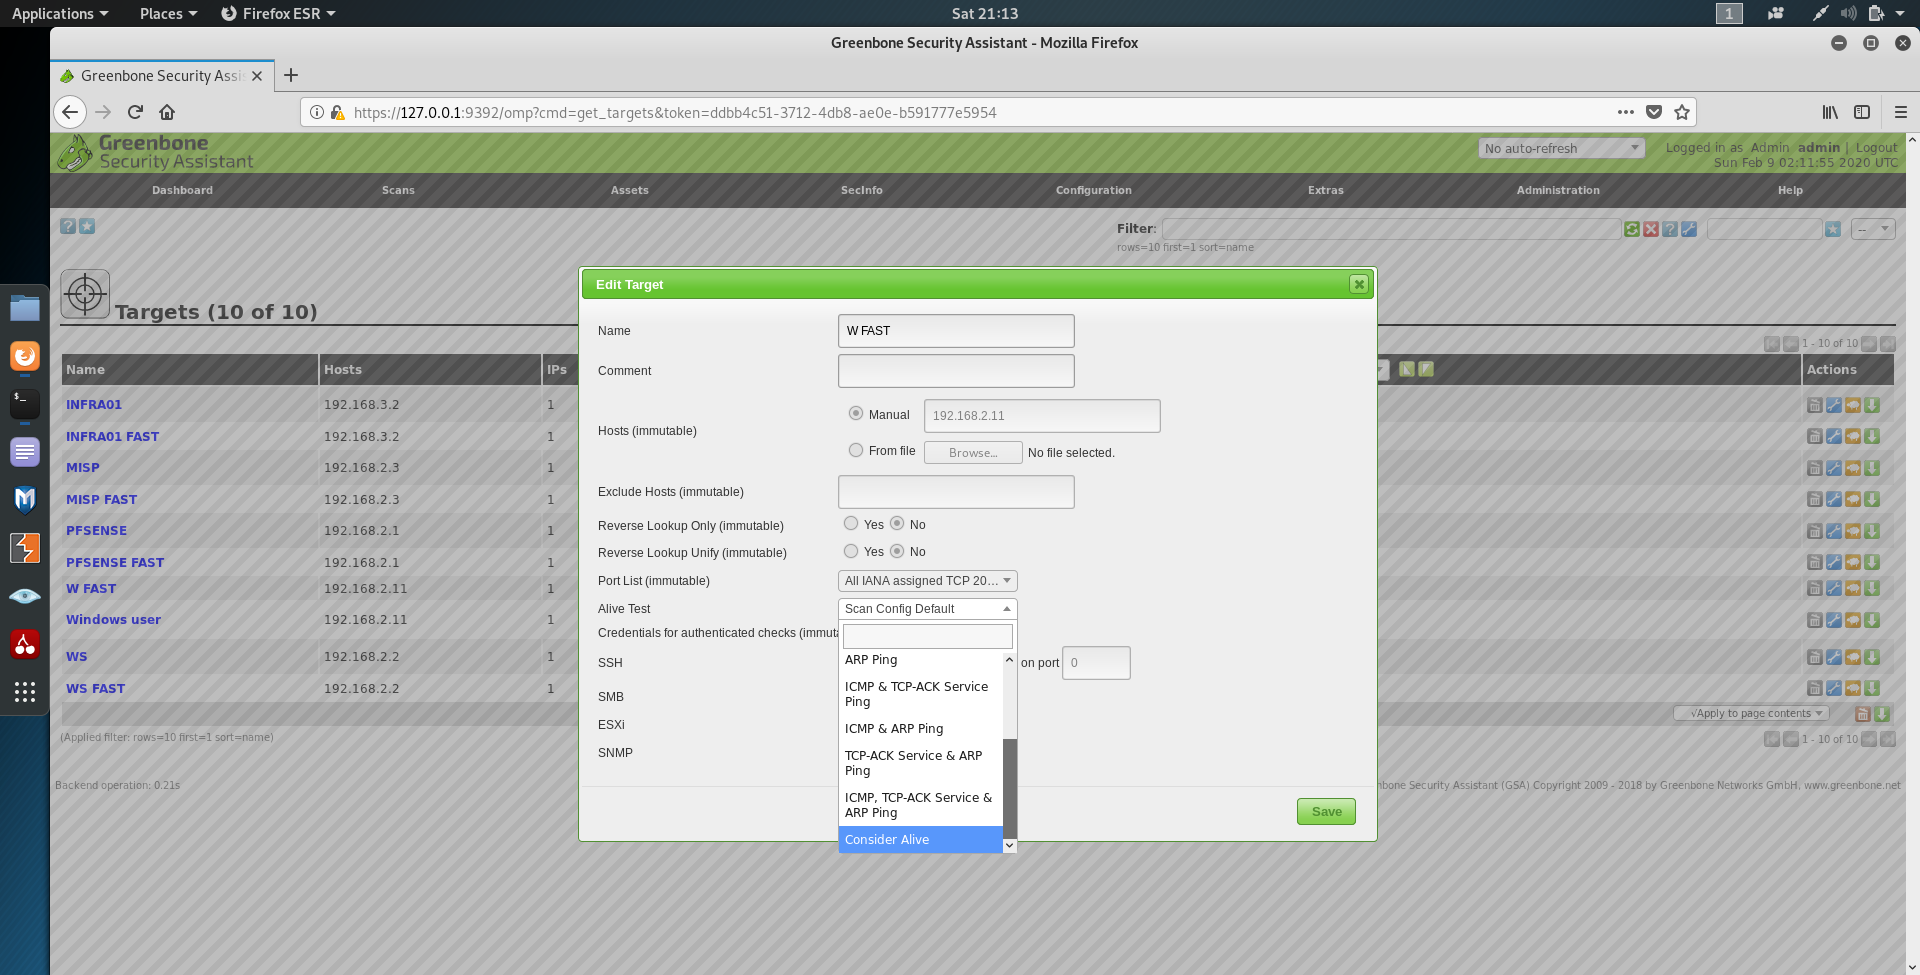 Applications Places Firefox ESR Sat 21:13 1
Greenbone Security Assistant - Mozilla Firefox
Greenbone Security Assis
https://127.0.0.1:9392/omp?cmd=get_targets&token=ddbb4c51-3712-4db8-ae0e-b591777e5954
Greenbone
Security Assistant
No auto-refresh
Logged in as Admin admin | Logout
Sun Feb 9 02:11:55 2020 UTC
Dashboard Scans Assets SecInfo Configuration Extras Administration Help
Filter: --
rows=10 first=1 sort=name
Targets (10 of 10)
1 - 10 of 10
Name Hosts IPs Actions
INFRA01 192.168.3.2 1
INFRA01 FAST 192.168.3.2 1
MISP 192.168.2.3 1
MISP FAST 192.168.2.3 1
PFSENSE 192.168.2.1 1
PFSENSE FAST 192.168.2.1 1
W FAST 192.168.2.11 1
Windows user 192.168.2.11 1
WS 192.168.2.2 1
WS FAST 192.168.2.2 1
√Apply to page contents
(Applied filter: rows=10 first=1 sort=name)
1 - 10 of 10
Backend operation: 0.21s
nbone Security Assistant (GSA) Copyright 2009 - 2018 by Greenbone Networks GmbH, www.greenbone.net
Edit Target
Name W FAST
Comment
Hosts (immutable)
Manual 192.168.2.11
From file Browse... No file selected.
Exclude Hosts (immutable)
Reverse Lookup Only (immutable) Yes No
Reverse Lookup Unify (immutable) Yes No
Port List (immutable) All IANA assigned TCP 20...
Alive Test Scan Config Default
Credentials for authenticated checks (immuta
SSH on port 0
SMB
ESXi
SNMP
ARP Ping
ICMP & TCP-ACK Service
Ping
ICMP & ARP Ping
TCP-ACK Service & ARP
Ping
ICMP, TCP-ACK Service &
ARP Ping
Consider Alive
Save